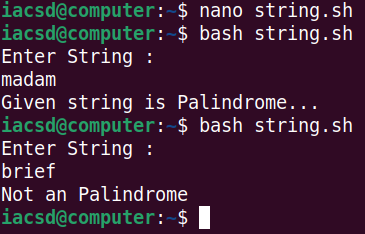 iacsd@computer:~$ nano string.sh
iacsd@computer:~$ bash string.sh
Enter String :
madam
Given string is Palindrome...
iacsd@computer:~$ bash string.sh
Enter String :
brief
Not an Palindrome
iacsd@computer:~$